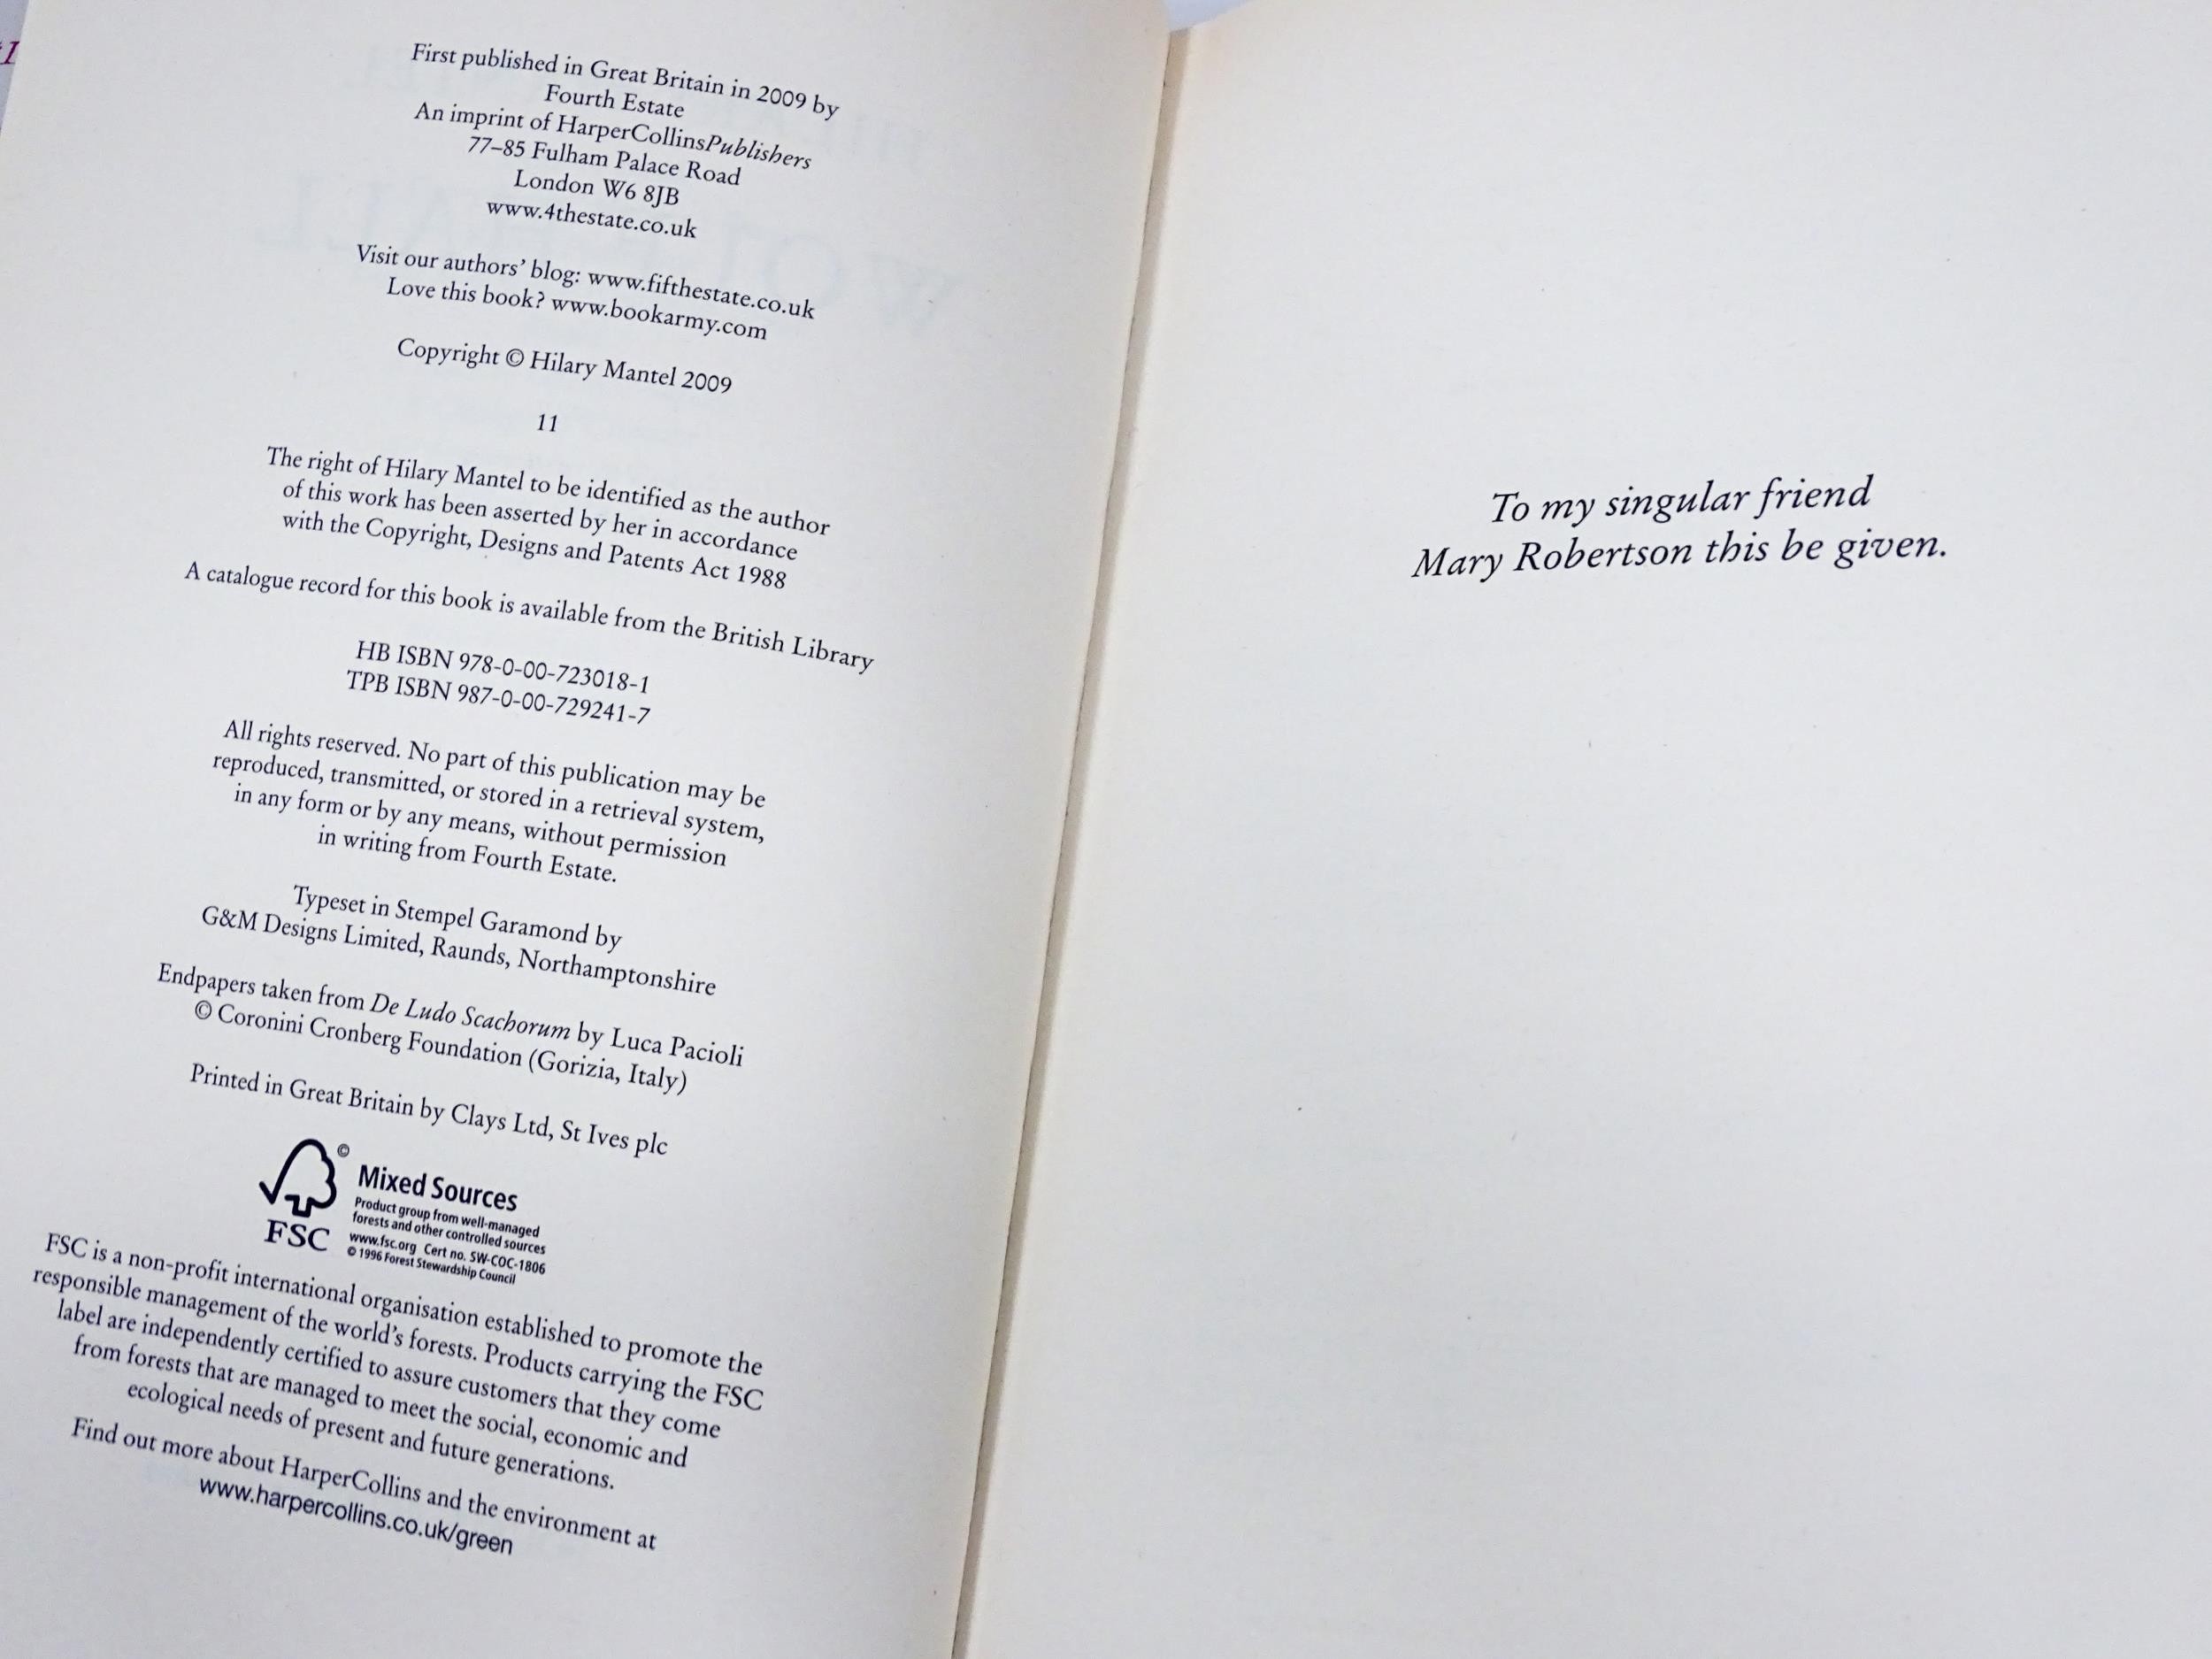 First published in Great Britain in 2009 by
Fourth Estate
An imprint of HarperCollinsPublishers
77–85 Fulham Palace Road
London W6 8JB
www.4thestate.co.uk
Visit our authors' blog: www.fifthestate.co.uk
Love this book? www.bookarmy.com
Copyright © Hilary Mantel 2009
11
The right of Hilary Mantel to be identified as the author
of this work has been asserted by her in accordance
with the Copyright, Designs and Patents Act 1988
A catalogue record for this book is available from the British Library
HB ISBN 978-0-00-723018-1
TPB ISBN 987-0-00-729241-7
All rights reserved. No part of this publication may be
reproduced, transmitted, or stored in a retrieval system,
in any form or by any means, without permission
in writing from Fourth Estate.
Typeset in Stempel Garamond by
G&M Designs Limited, Raunds, Northamptonshire
Endpapers taken from De Ludo Scachorum by Luca Pacioli
© Coronini Cronberg Foundation (Gorizia, Italy)
Printed in Great Britain by Clays Ltd, St Ives plc
©
FSC
Mixed Sources
Product group from well-managed
forests and other controlled sources
www.fsc.org Cert no. SW-COC-1806
© 1996 Forest Stewardship Council
FSC is a non-profit international organisation established to promote the
responsible management of the world's forests. Products carrying the FSC
label are independently certified to assure customers that they come
from forests that are managed to meet the social, economic and
ecological needs of present and future generations.
Find out more about HarperCollins and the environment at
www.harpercollins.co.uk/green
To my singular friend
Mary Robertson this be given.